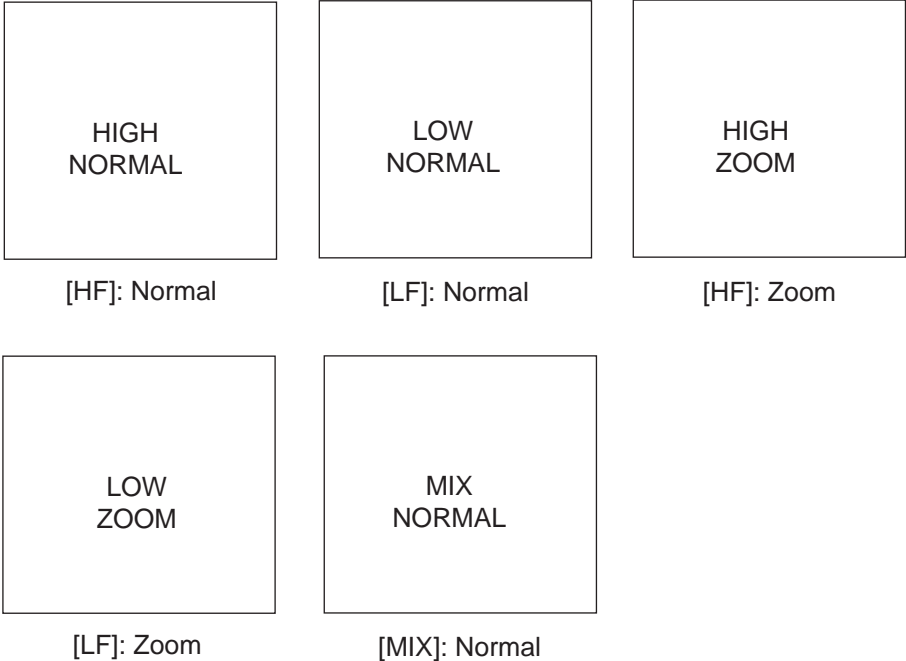 HIGH
NORMAL
LOW
NORMAL
HIGH
ZOOM
[HF]: Normal
[LF]: Normal
[HF]: Zoom
LOW
ZOOM
MIX
NORMAL
[LF]: Zoom
[MIX]: Normal